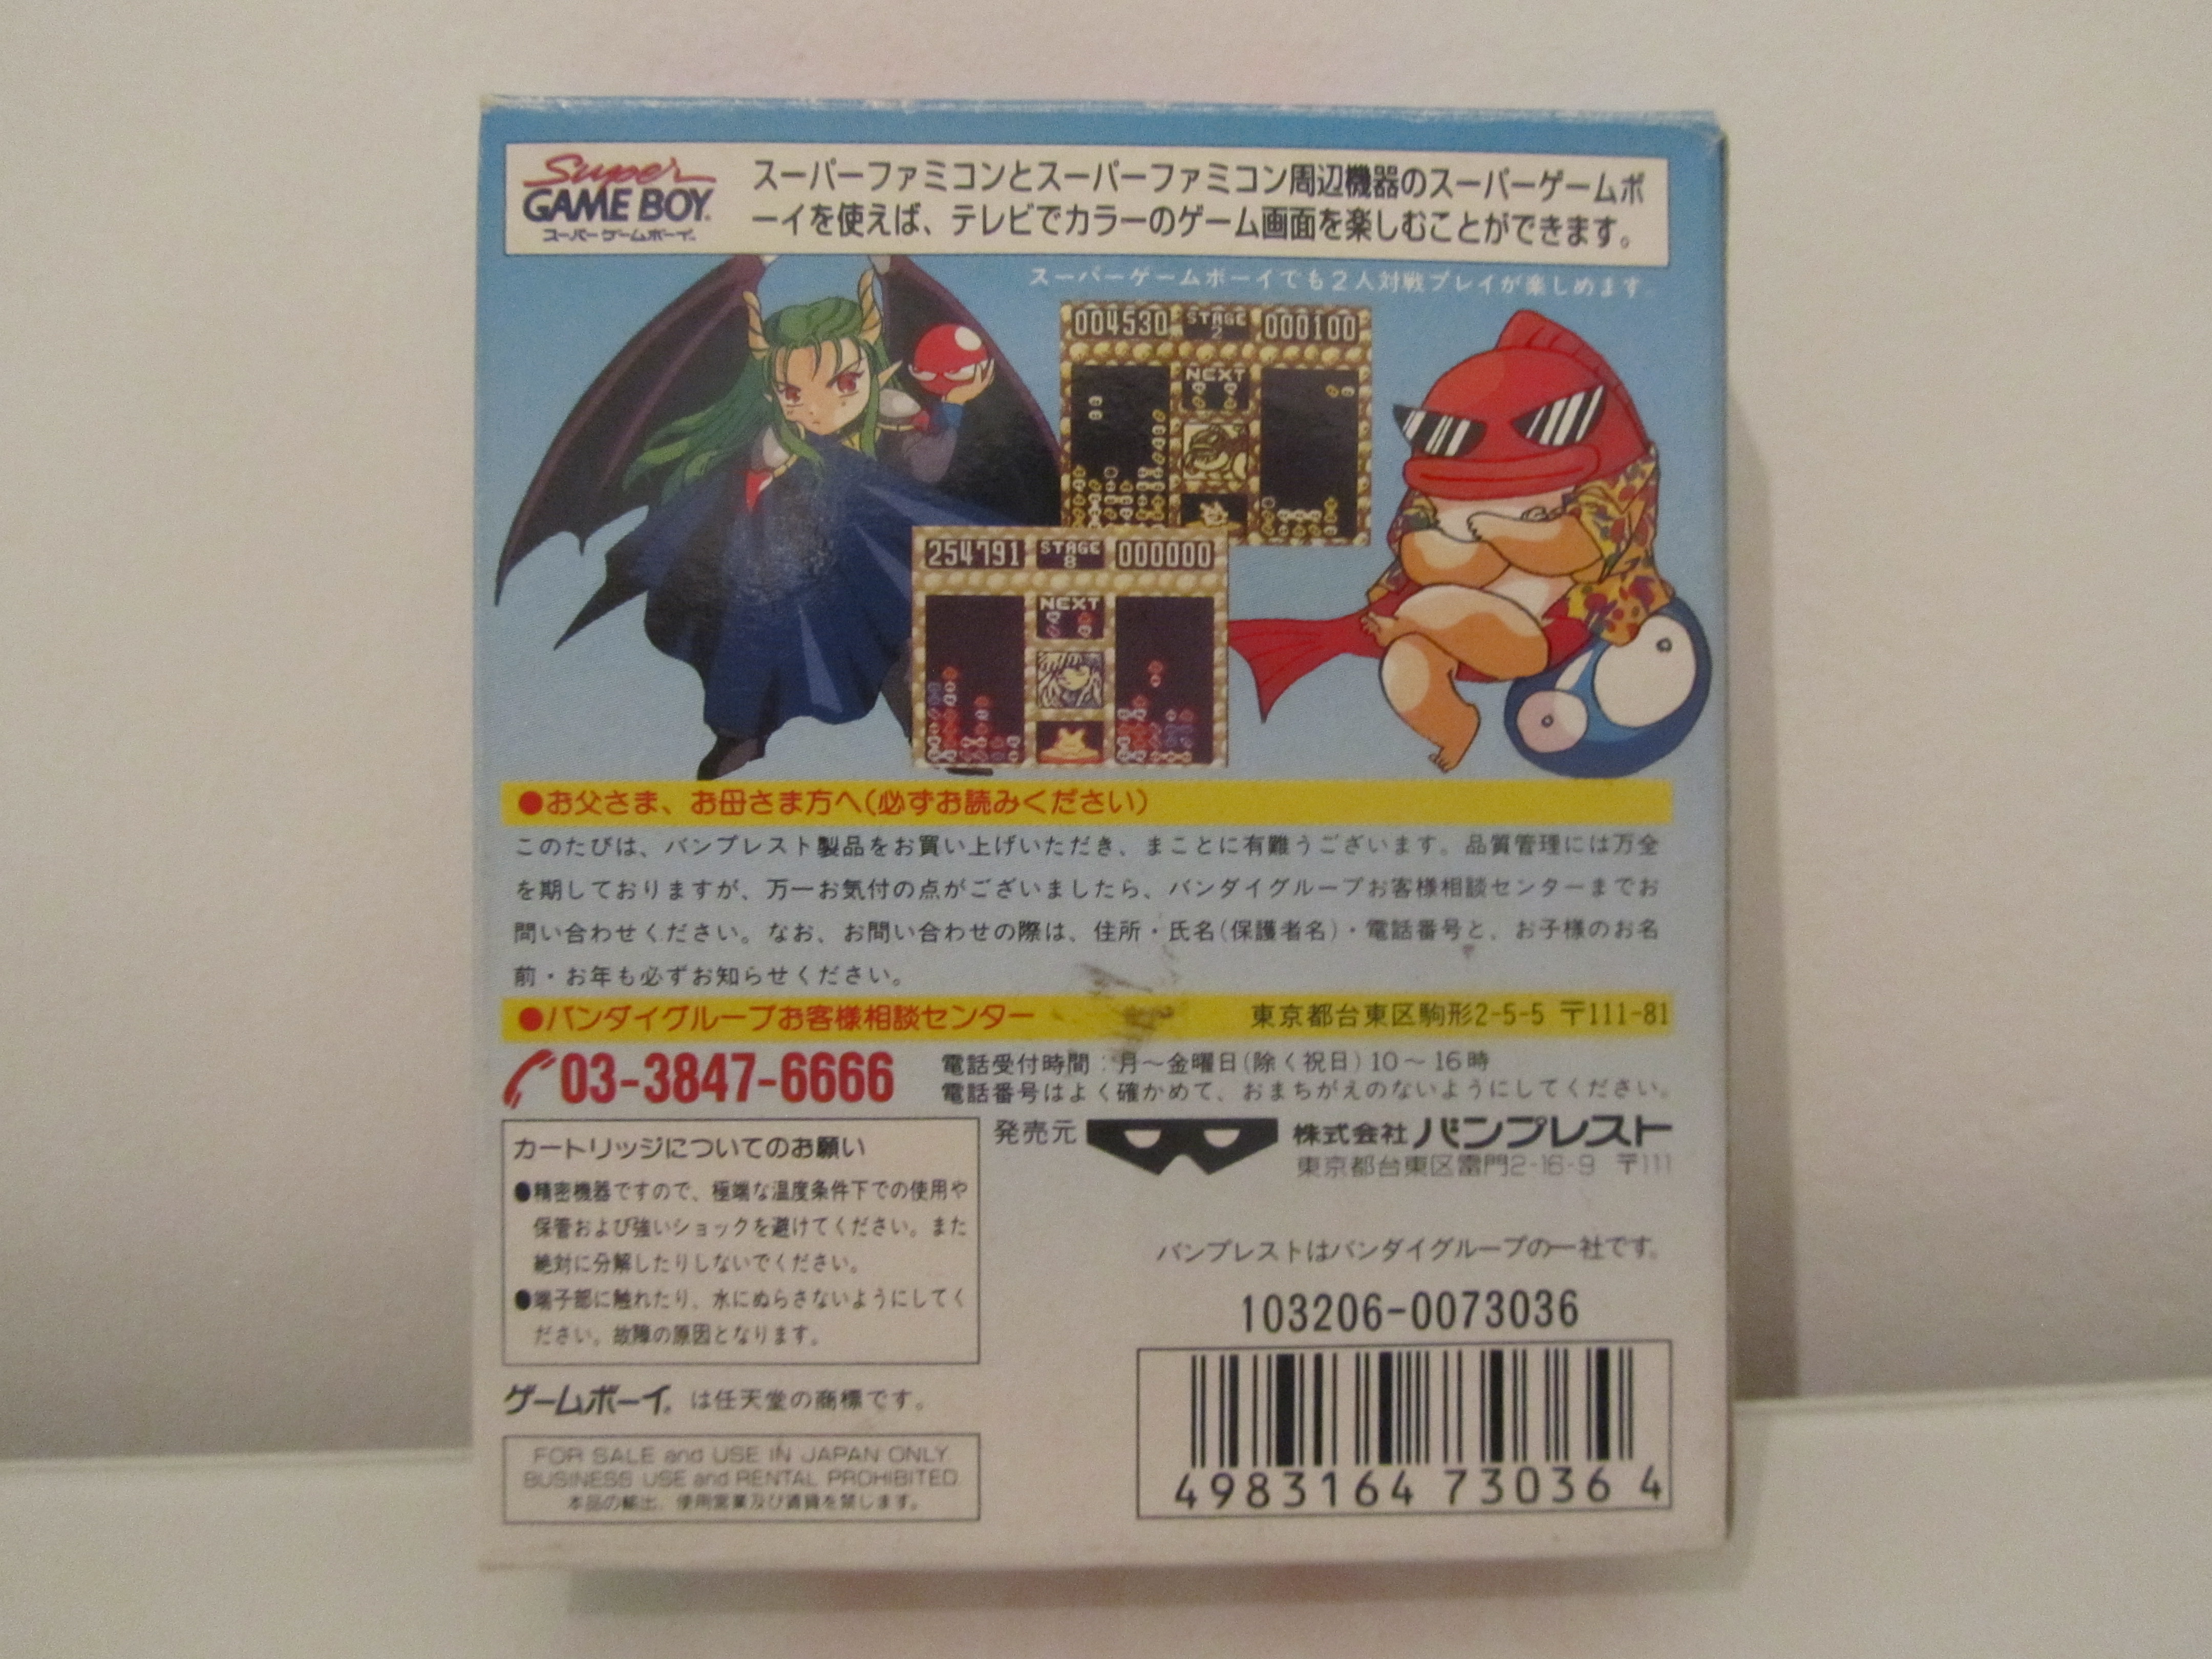 Super
GAME BOY
スーパーゲームボーイ
スーパーファミコンとスーパーファミコン周辺機器のスーパーゲームボ
ーイを使えば、テレビでカラーのゲーム画面を楽しむことができます。
スーパーゲームボーイでも2人対戦プレイが楽しめます。
004530 STAGE 2 000100
NEXT
254791 STAGE 8 000000
NEXT
●お父さま、お母さま方へ(必ずお読みください)
このたびは、バンプレスト製品をお買い上げいただき、まことに有難うございます。品質管理には万全
を期しておりますが、万一お気付の点がございましたら、バンダイグループお客様相談センターまでお
問い合わせください。なお、お問い合わせの際は、住所・氏名(保護者名)・電話番号と、お子様のお名
前・お年も必ずお知らせください。
●バンダイグループお客様相談センター 東京都台東区駒形2-5-5 〒111-81
03-3847-6666
電話受付時間:月〜金曜日(除く祝日)10〜16時
電話番号はよく確かめて、おまちがえのないようにしてください。
発売元 株式会社バンプレスト
東京都台東区雷門2-16-9 〒111
カートリッジについてのお願い
●精密機器ですので、極端な温度条件下での使用や
保管および強いショックを避けてください。また
絶対に分解したりしないでください。
●端子部に触れたり、水にぬらさないようにしてく
ださい。故障の原因となります。
バンプレストはバンダイグループの一社です。
103206-0073036
ゲームボーイ は任天堂の商標です。
FOR SALE and USE IN JAPAN ONLY.
BUSINESS USE and RENTAL PROHIBITED.
本品の輸出、使用営業及び賃貸を禁じます。
4983164 730364